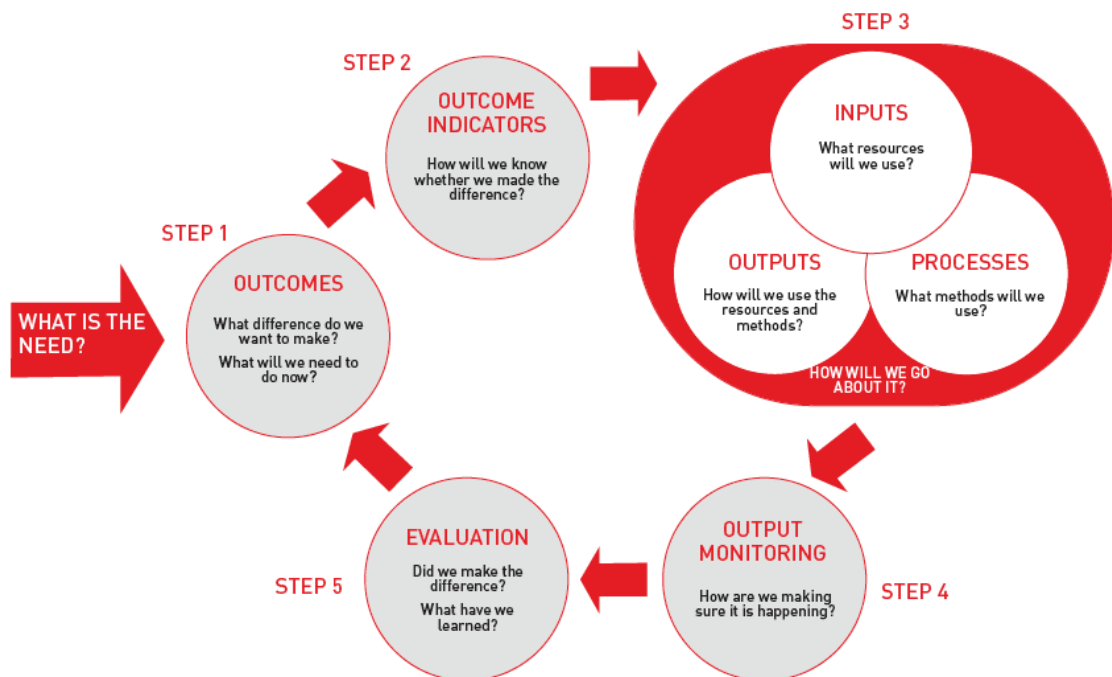 WHAT IS THE
NEED?
STEP 1
OUTCOMES
What difference do we
want to make?
What will we need to
do now?
STEP 2
OUTCOME
INDICATORS
How will we know
whether we made the
difference?
STEP 3
INPUTS
What resources
will we use?
OUTPUTS
How will we use the
resources and
methods?
PROCESSES
What methods will we
use?
HOW WILL WE GO
ABOUT IT?
STEP 4
OUTPUT
MONITORING
How are we making
sure it is happening?
STEP 5
EVALUATION
Did we make the
difference?
What have we
learned?